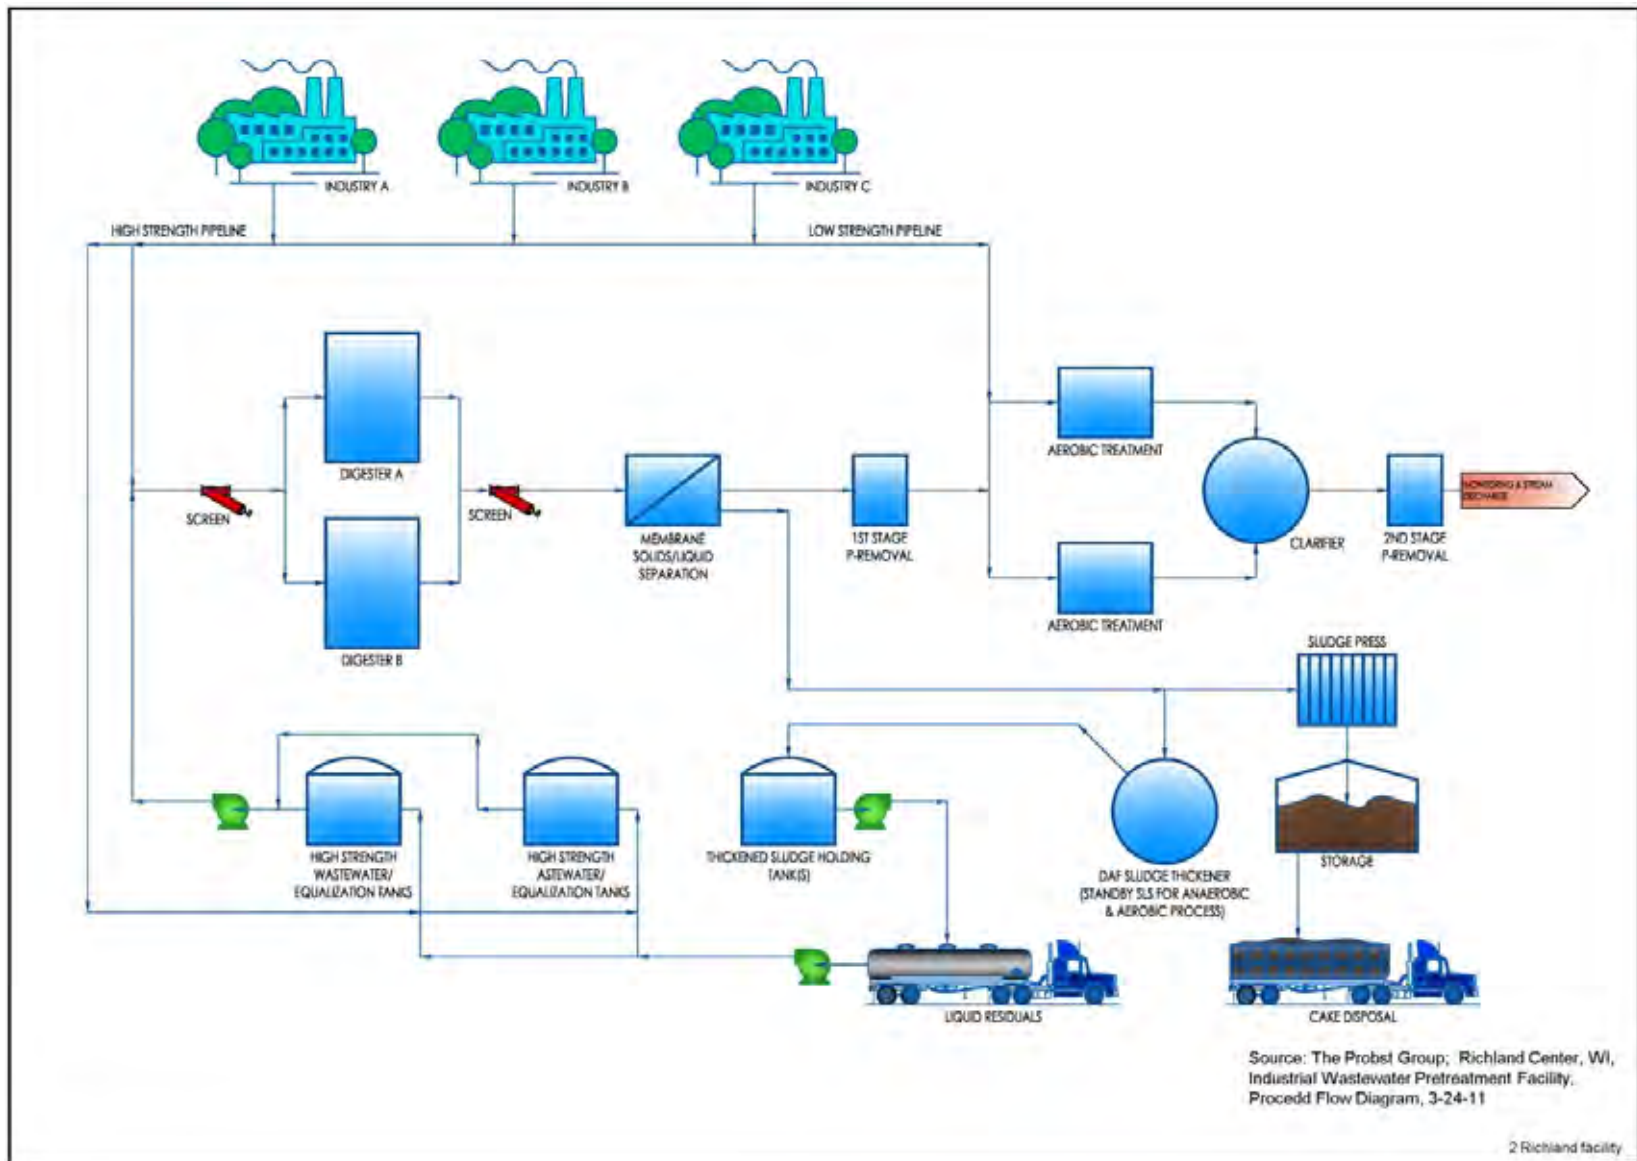 INDUSTRY A
INDUSTRY B
INDUSTRY C
HIGH STRENGTH PIPELINE
LOW STRENGTH PIPELINE
DIGESTER A
AEROBIC TREATMENT
SCREEN
SCREEN
MEMBRANE
SOLIDS/LIQUID
SEPARATION
1ST STAGE
P-REMOVAL
CLARIFIER
2ND STAGE
P-REMOVAL
MONITORING & STREAM
DISCHARGE
DIGESTER B
AEROBIC TREATMENT
SLUDGE PRESS
HIGH STRENGTH
WASTEWATER/
EQUALIZATION TANKS
HIGH STRENGTH
ASTEWATER/
EQUALIZATION TANKS
THICKENED SLUDGE HOLDING
TANK(S)
DAF SLUDGE THICKENER
(STANDBY SLS FOR ANAEROBIC
& AEROBIC PROCESS)
STORAGE
LIQUID RESIDUALS
CAKE DISPOSAL
Source: The Probst Group; Richland Center, WI,
Industrial Wastewater Pretreatment Facility,
Procedd Flow Diagram, 3-24-11
2 Richland facility